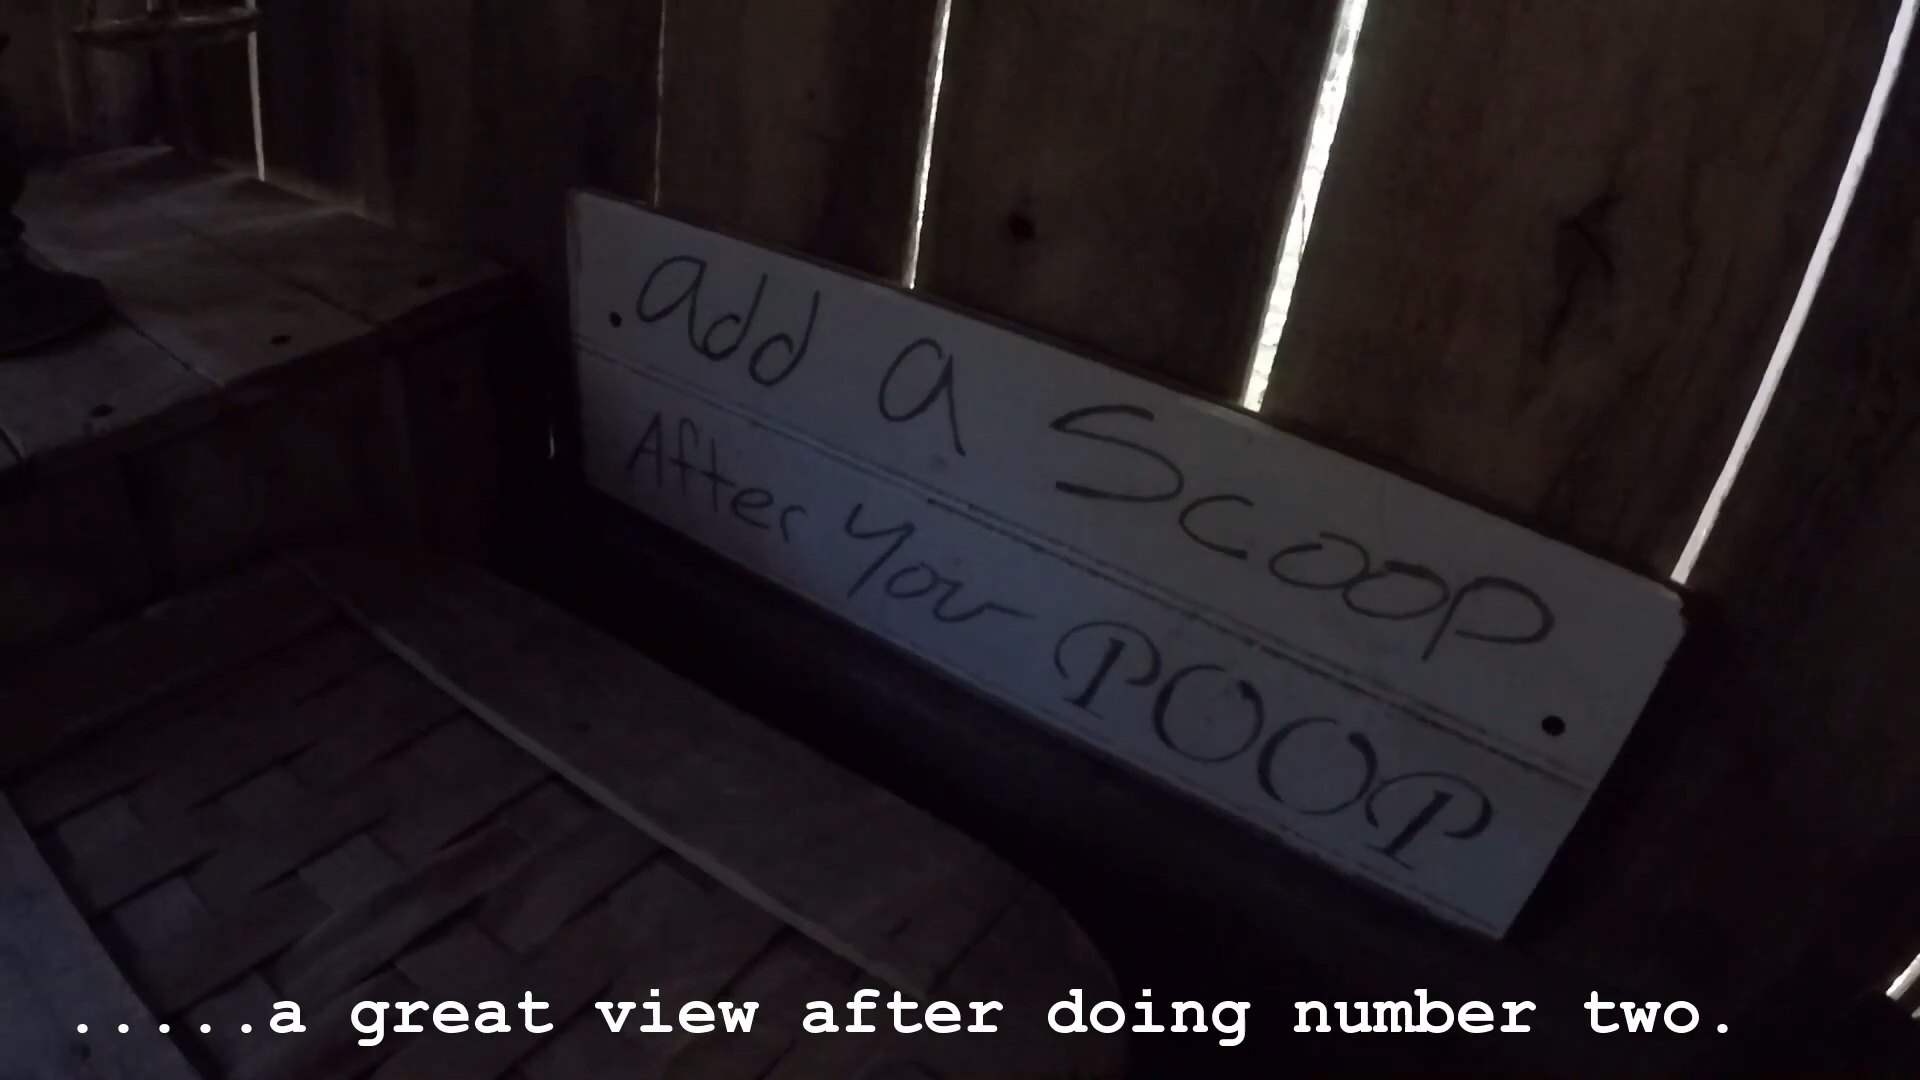 add a Scoop
After You POOP
.....a great view after doing number two.